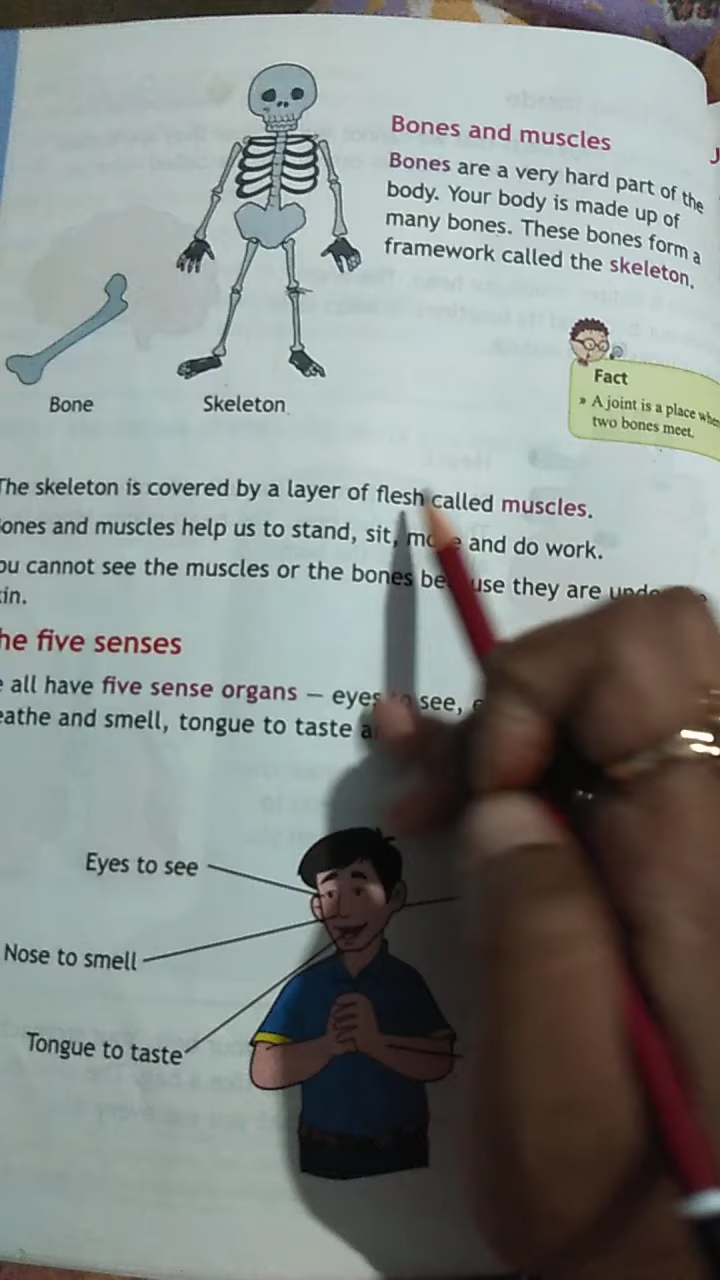 Bones and muscles
Bones are a very hard part of the
body. Your body is made up of
many bones. These bones form a
framework called the skeleton.
Fact
» A joint is a place
two bones meet.
Bone
Skeleton
The skeleton is covered by a layer of flesh called muscles.
ones and muscles help us to stand, sit, and do work.
ou cannot see the muscles or the bones they are
in.
he five senses
all have five sense organs – eyes see,
eathe and smell, tongue to taste
Eyes to see
Nose to smell
Tongue to taste